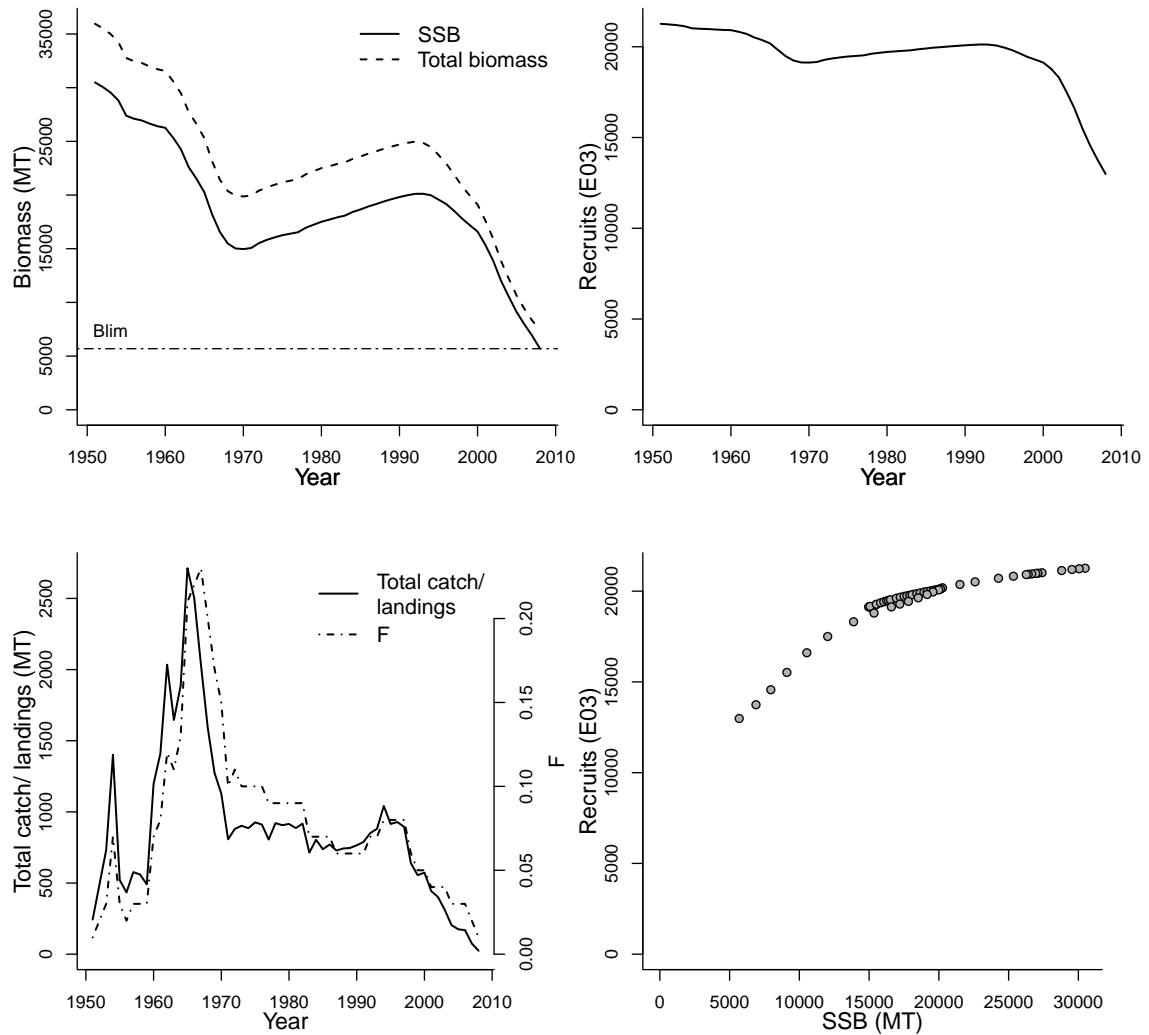 Biomass (MT)
35000
25000
15000
5000
0
SSB
Total biomass
Blim
1950 1960 1970 1980 1990 2000 2010
Year
Recruits (E03)
20000
15000
10000
5000
0
1950 1960 1970 1980 1990 2000 2010
Year
Total catch/ landings (MT)
2500
2000
1500
1000
500
0
Total catch/
landings
F
0.20
0.15
0.10
0.05
0.00
F
1950 1960 1970 1980 1990 2000 2010
Year
Recruits (E03)
20000
15000
10000
5000
0
0 5000 10000 15000 20000 25000 30000
SSB (MT)